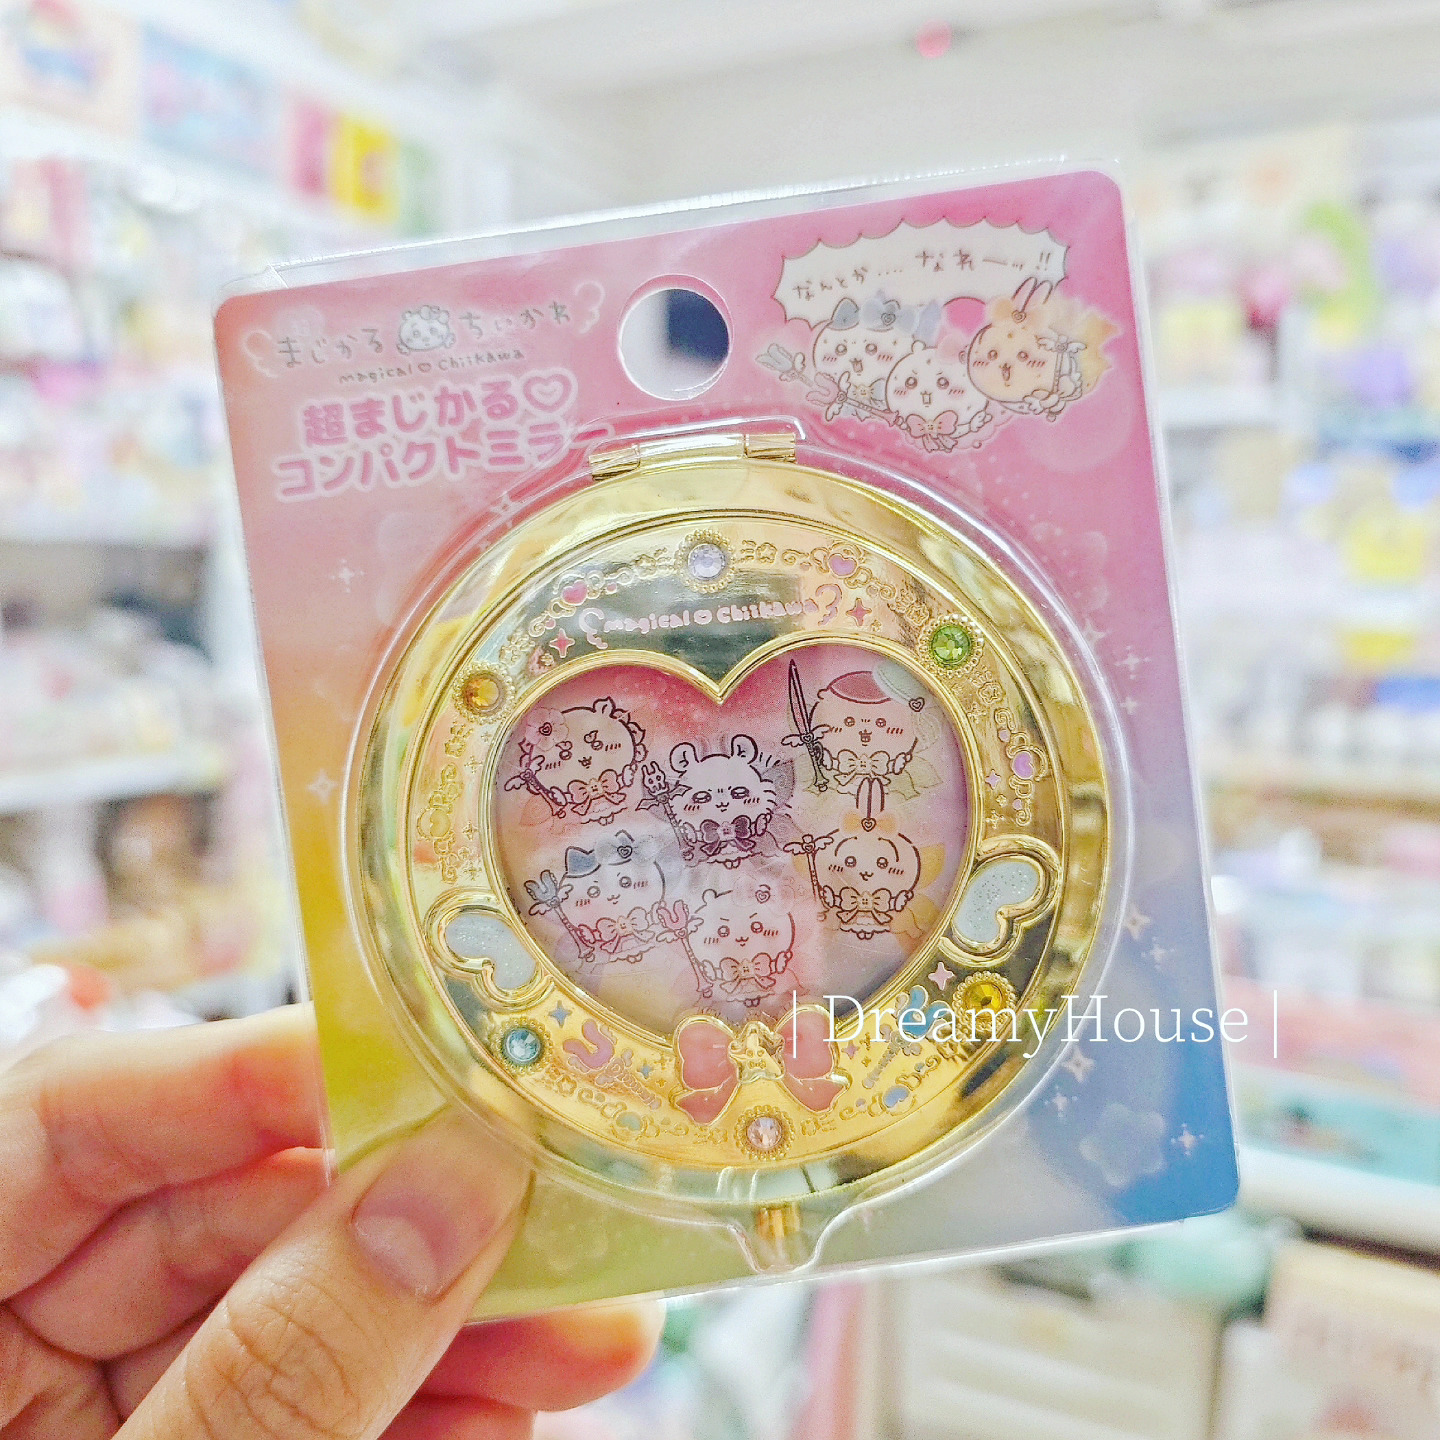 なんとか....なれーッ!!
まじかる ちいかわ
magical♡Chiikawa
超まじかる♡
コンパクトミラー
magical♡Chiikawa
| DreamyHouse |